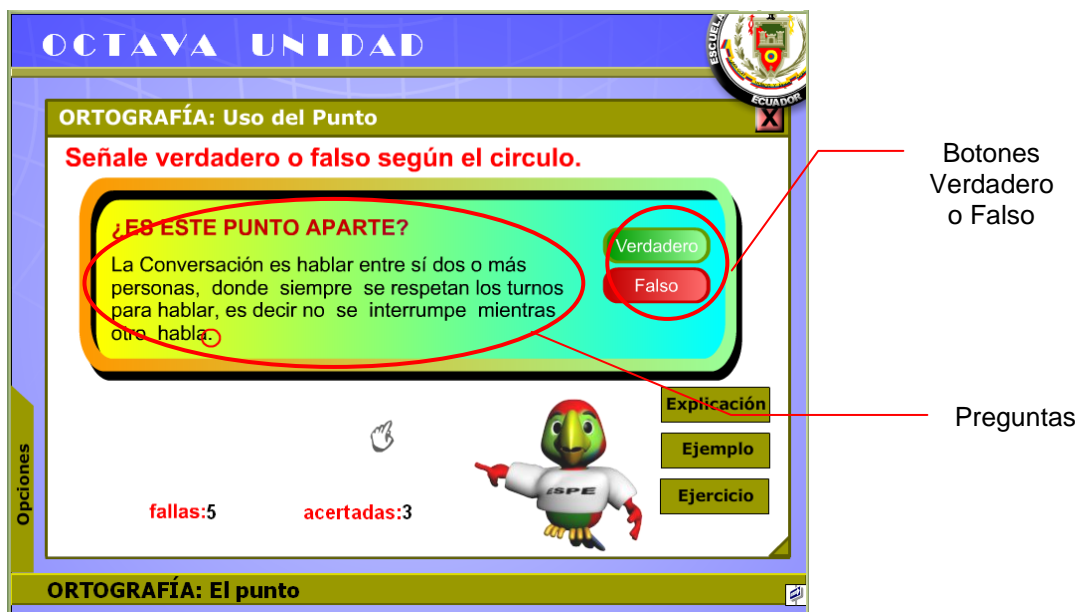 OCTAVA UNIDAD
ESCUELA
ECUADOR
ORTOGRAFÍA: Uso del Punto
X
Señale verdadero o falso según el circulo.
¿ES ESTE PUNTO APARTE?
La Conversación es hablar entre sí dos o más
personas, donde siempre se respetan los turnos
para hablar, es decir no se interrumpe mientras
otro habla.
Verdadero
Falso
Botones
Verdadero
o Falso
Preguntas
Explicación
Ejemplo
Ejercicio
ESPE
Opciones
fallas:5
acertadas:3
ORTOGRAFÍA: El punto